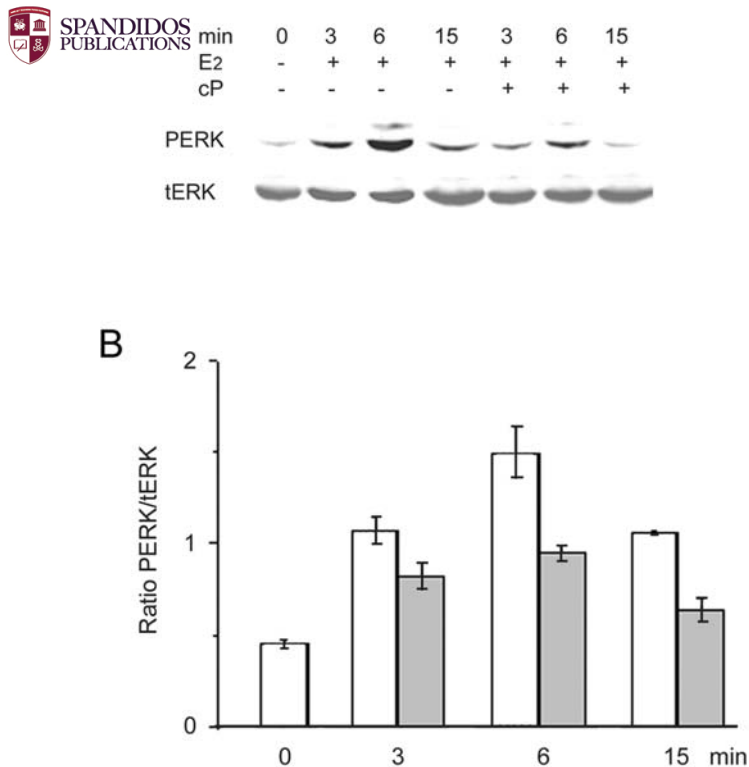 SPANDIDOS
PUBLICATIONS
min 0 3 6 15 3 6 15
E2 - + + + + + +
cP - - - - + + +
PERK
tERK
B
2
1
0
Ratio PERK/tERK
0 3 6 15 min